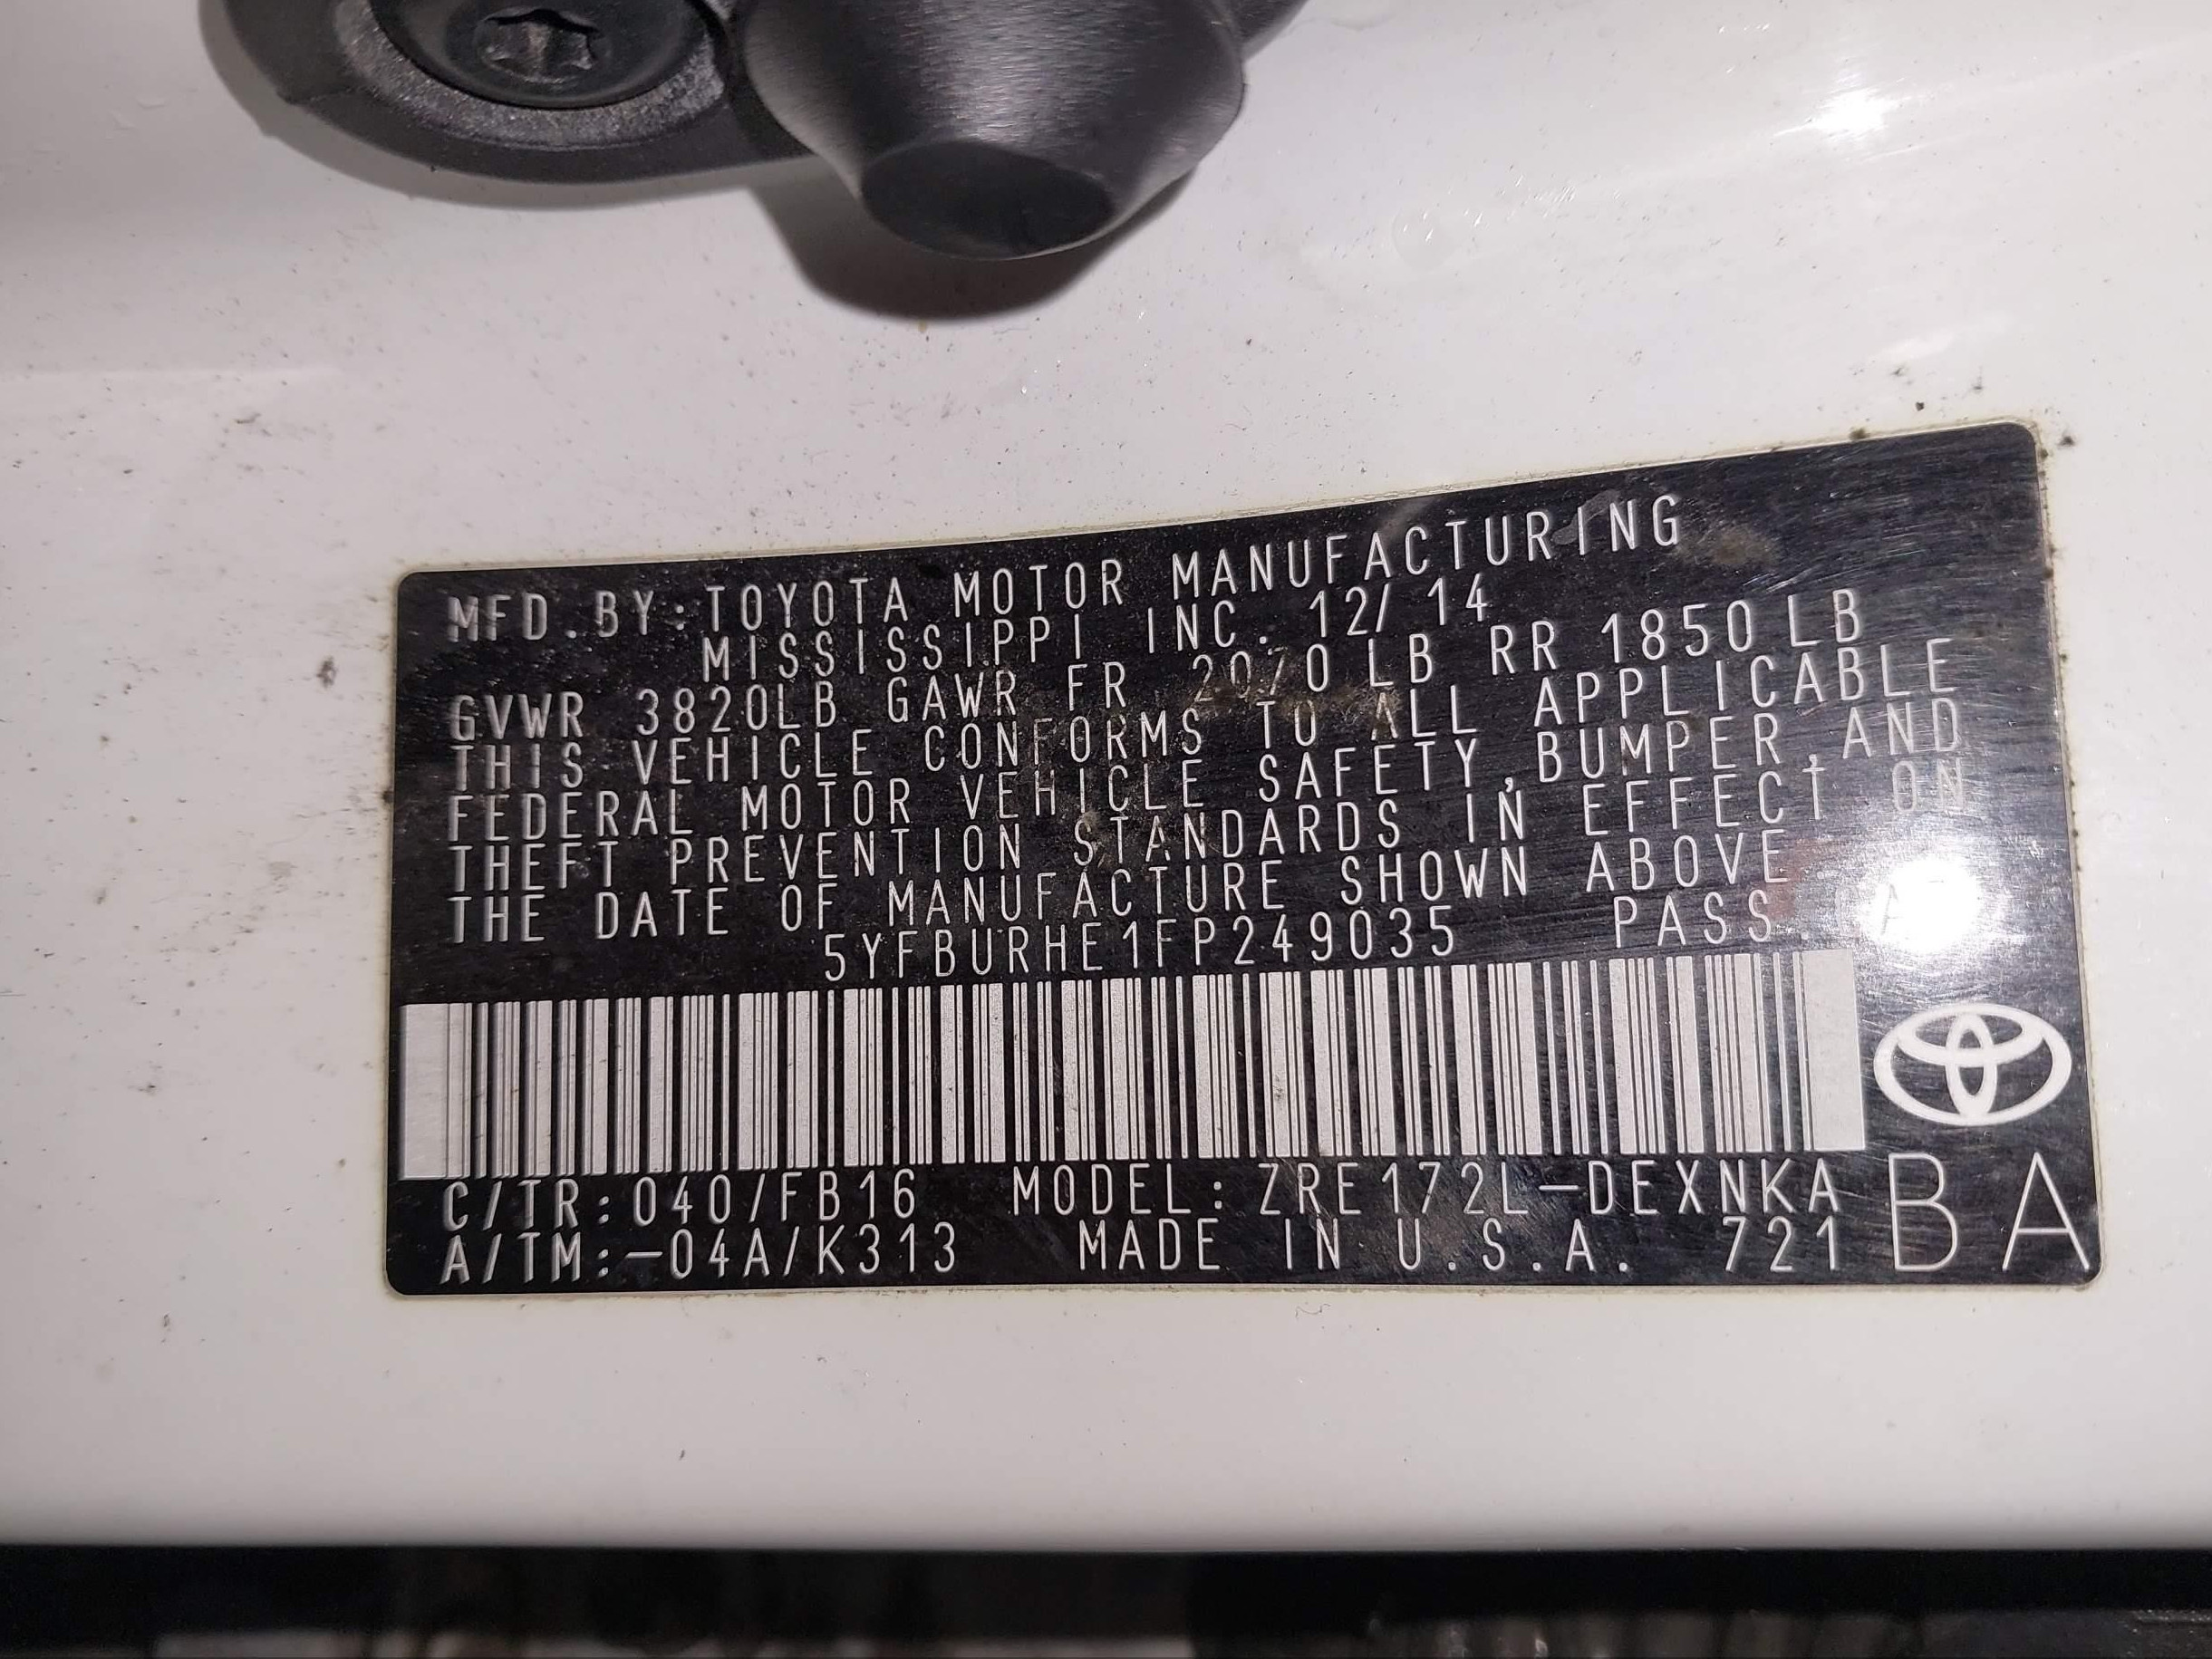 MFD.BY:TOYOTA MOTOR MANUFACTURING
MISSISSIPPI INC. 12/14
GVWR 3820LB GAWR FR 2070LB RR 1850LB
THIS VEHICLE CONFORMS TO ALL APPLICABLE
FEDERAL MOTOR VEHICLE SAFETY,BUMPER,AND
THEFT PREVENTION STANDARDS IN EFFECT ON
THE DATE OF MANUFACTURE SHOWN ABOVE
5YFBURHE1FP249035 PASS.
C/TR:040/FB16 MODEL:ZRE172L-DEXNKA
A/TM:-04A/K313 MADE IN U.S.A. 721
BA